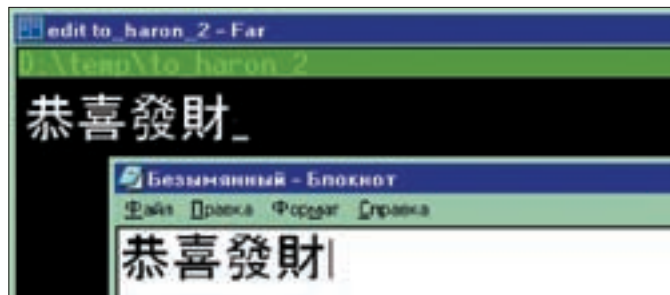 edit to_haron_2 - Far
D:\temp\to_haron_2
恭喜發財_
Безымянный - Блокнот
Файл Правка Формат Справка
恭喜發財